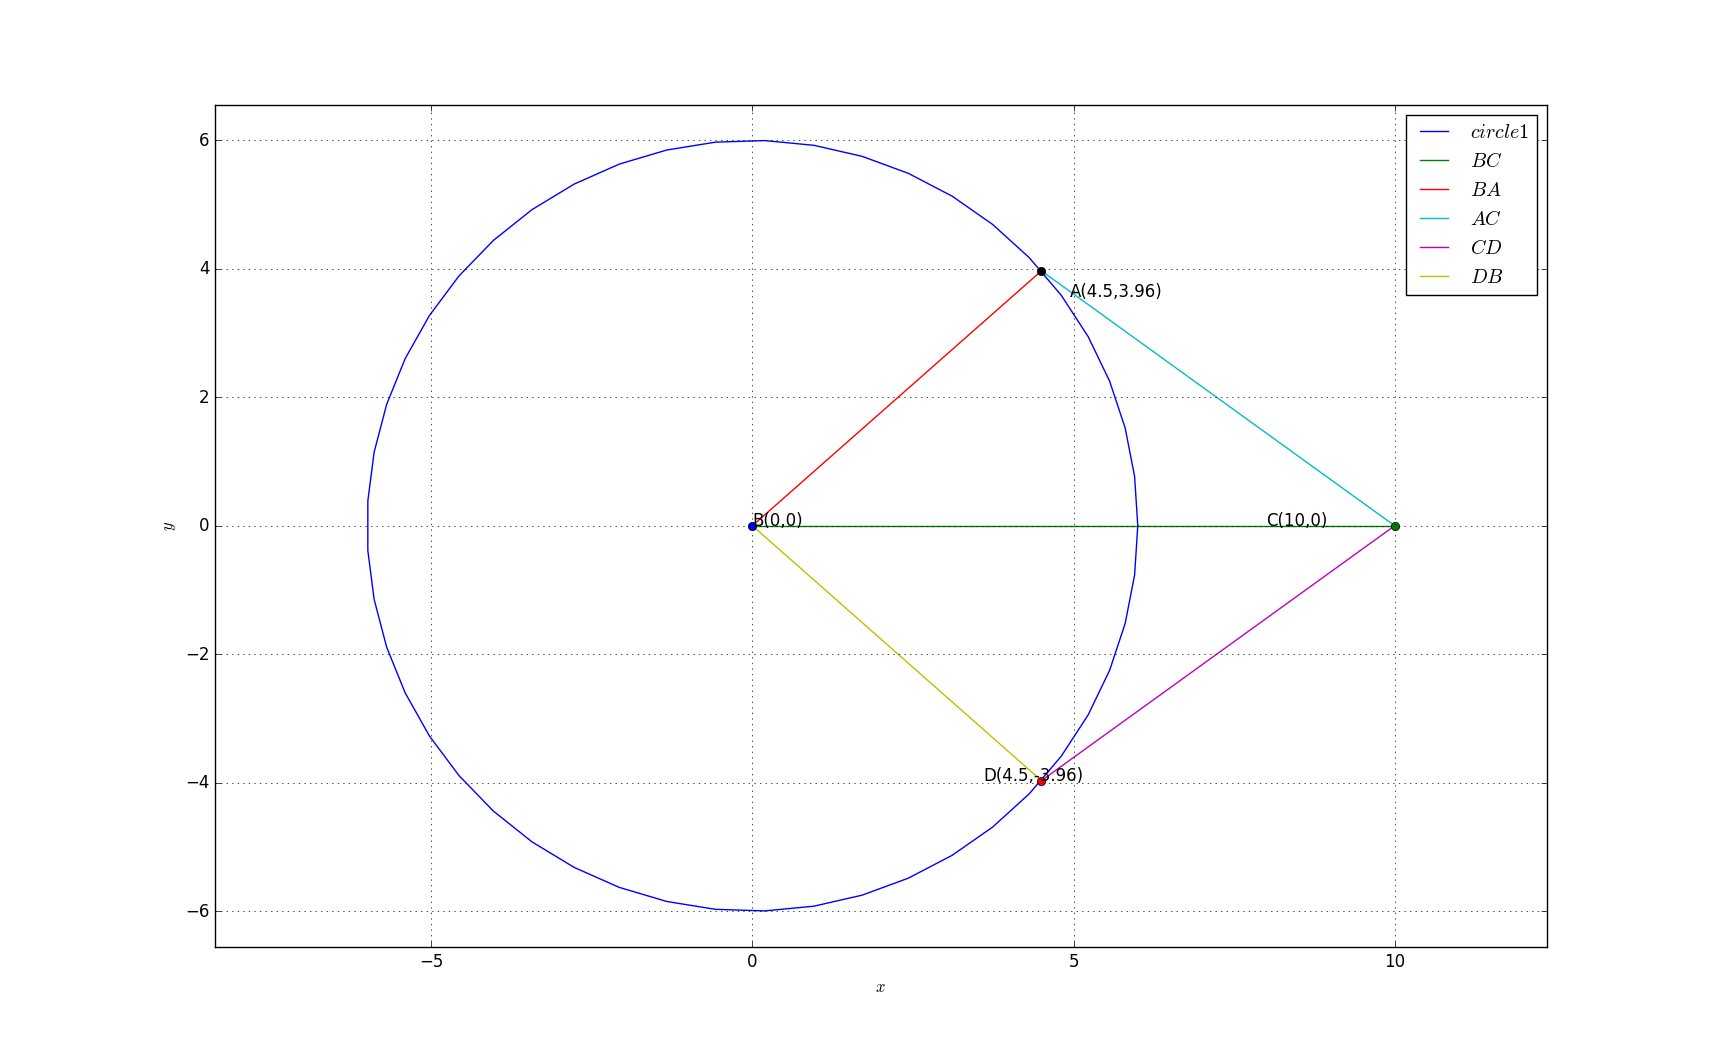 circle1
BC
BA
AC
CD
DB
6
4
A(4.5,3.96)
2
0
B(0,0)
C(10,0)
y
−2
−4
D(4.5,-3.96)
−6
−5
0
5
10
x